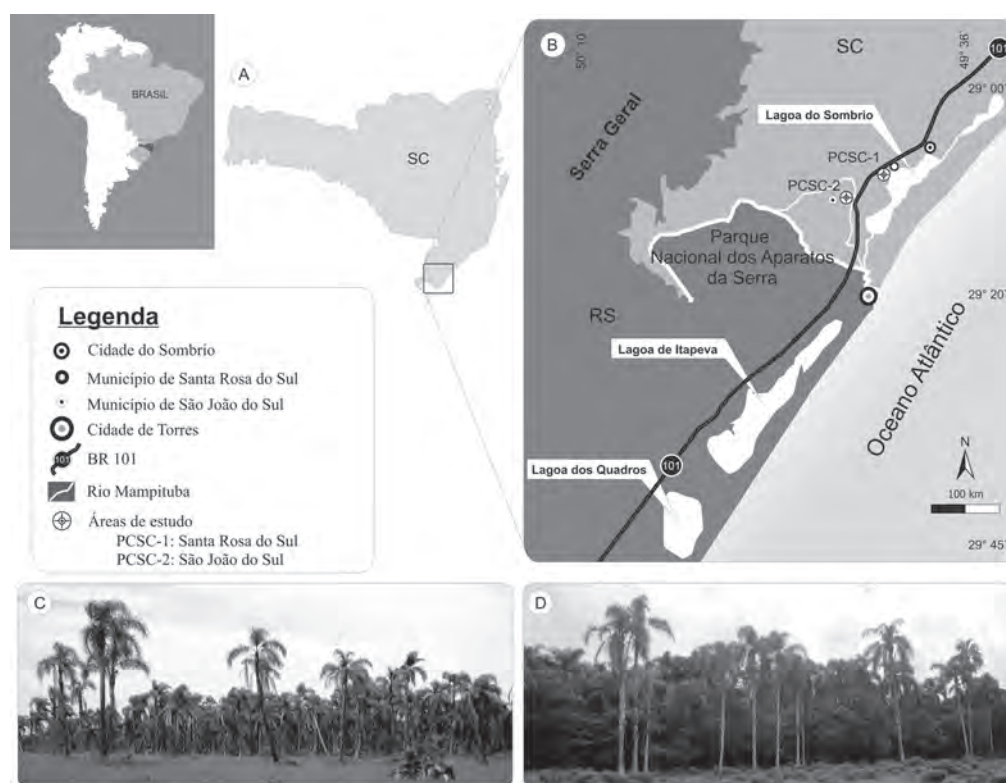 BRASIL
A
SC
Legenda
Cidade do Sombrio
Município de Santa Rosa do Sul
Município de São João do Sul
Cidade de Torres
101 BR 101
Rio Mampituba
Áreas de estudo
PCSC-1: Santa Rosa do Sul
PCSC-2: São João do Sul
B
50° 10'
SC
49° 36'
101
29° 00'
Serra Geral
Lagoa do Sombrio
PCSC-1
PCSC-2
Parque
Nacional dos Aparatos
da Serra
29° 20'
RS
Lagoa de Itapeva
Oceano Atlântico
Lagoa dos Quadros
101
N
100 km
29° 45'
C
D